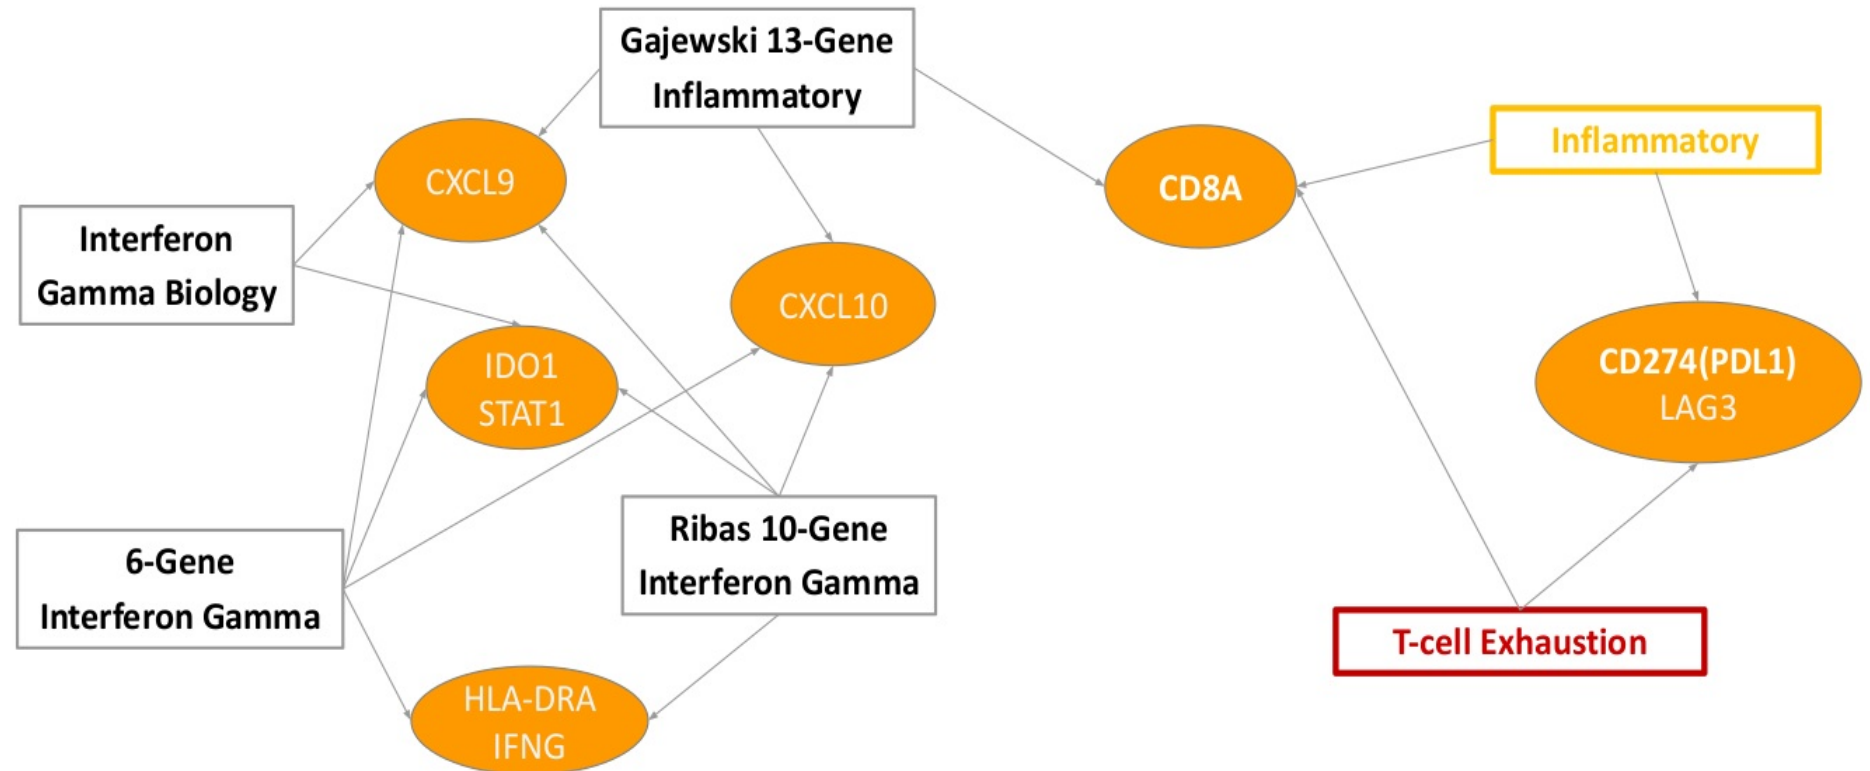 Gajewski 13-Gene
Inflammatory
Inflammatory
CXCL9
CD8A
Interferon
Gamma Biology
CXCL10
IDO1
STAT1
CD274(PDL1)
LAG3
6-Gene
Interferon Gamma
Ribas 10-Gene
Interferon Gamma
T-cell Exhaustion
HLA-DRA
IFNG